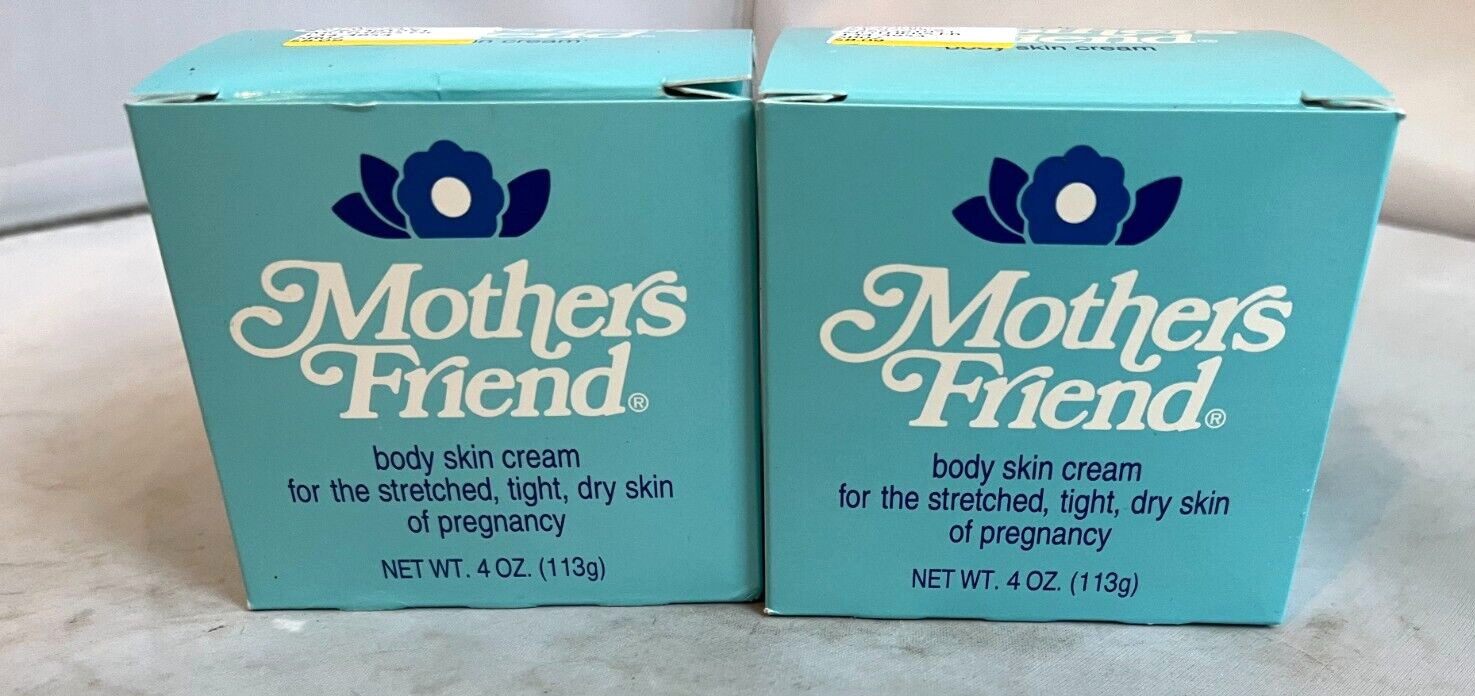 skin cream
Mothers
Friend®
body skin cream
for the stretched, tight, dry skin
of pregnancy
NET WT. 4 OZ. (113g)
body skin cream
Mothers
Friend®
body skin cream
for the stretched, tight, dry skin
of pregnancy
NET WT. 4 OZ. (113g)